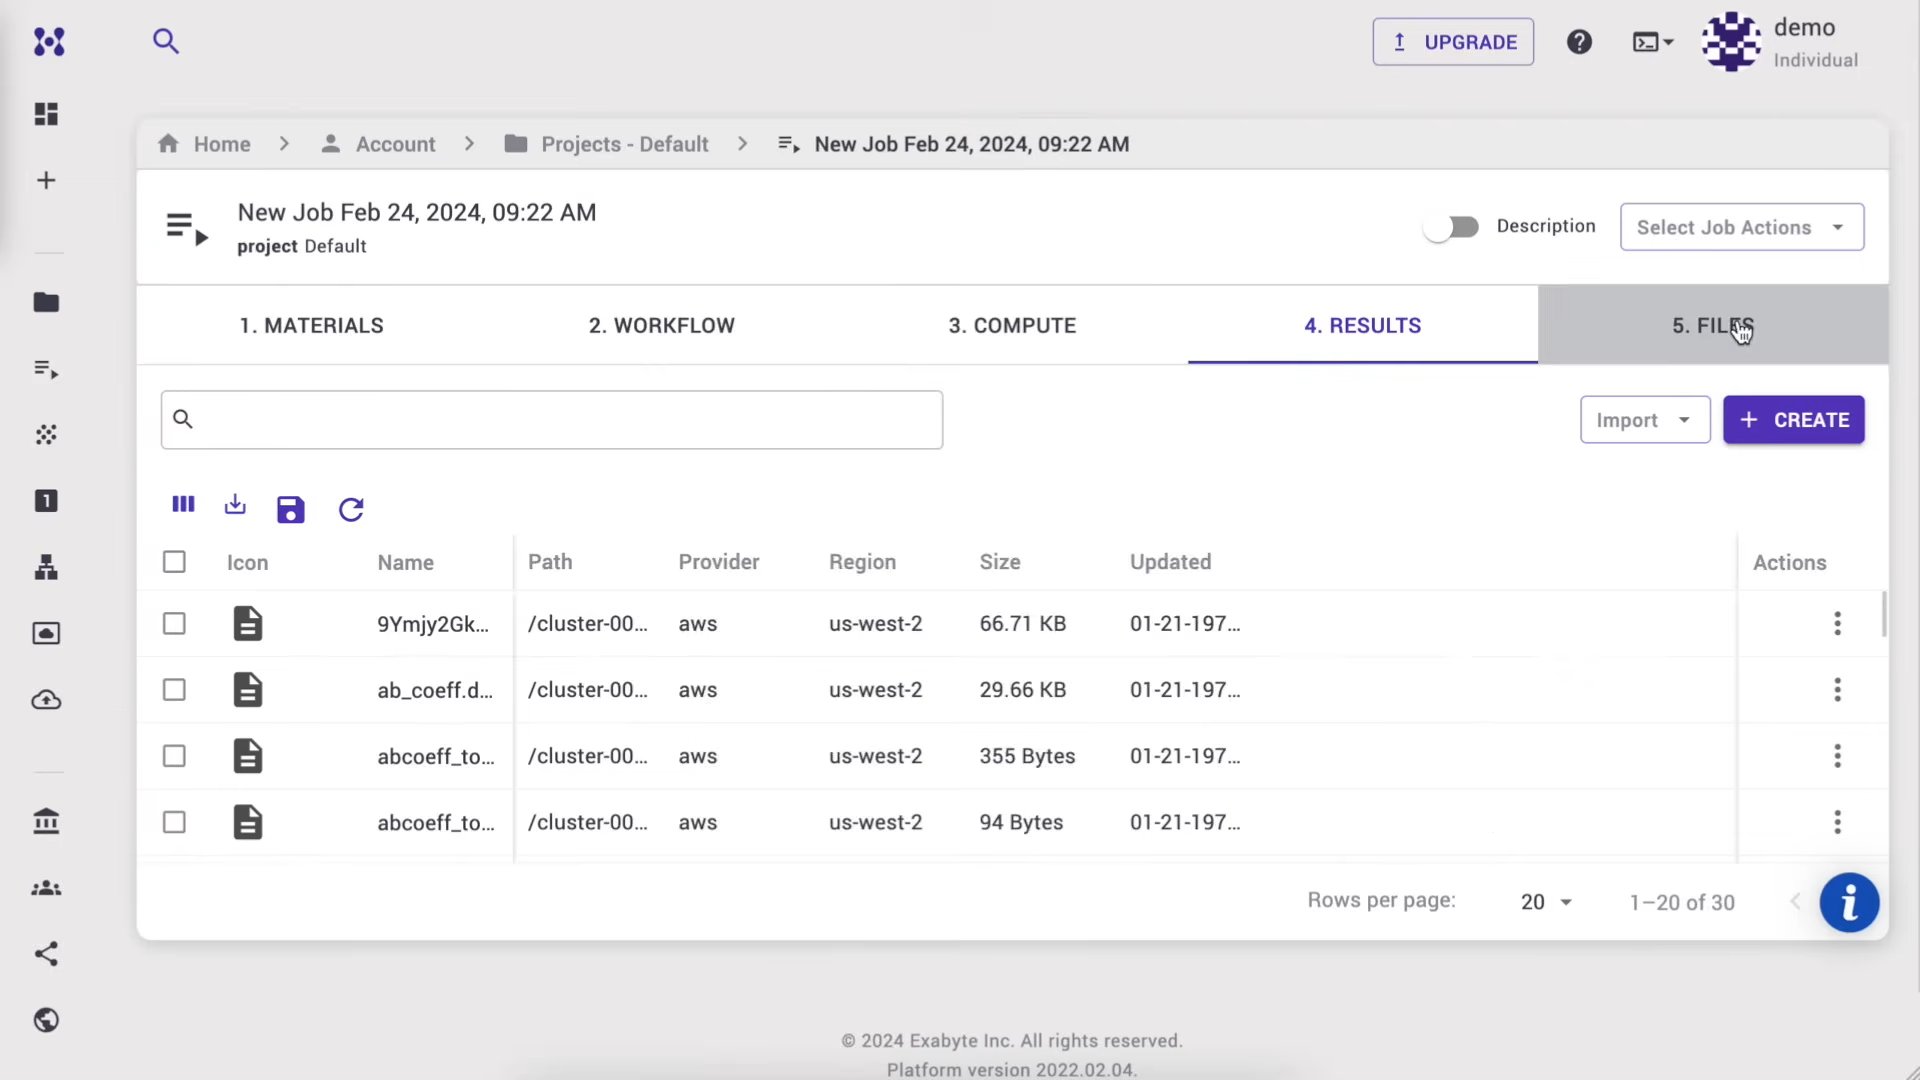 UPGRADE
demo
Individual
Home
Account
Projects - Default
New Job Feb 24, 2024, 09:22 AM
New Job Feb 24, 2024, 09:22 AM
project Default
Description
Select Job Actions
1. MATERIALS
2. WORKFLOW
3. COMPUTE
4. RESULTS
5. FILES
Import
+ CREATE
Icon Name Path Provider Region Size Updated Actions
9Ymjy2Gk... /cluster-00... aws us-west-2 66.71 KB 01-21-197...
ab_coeff.d... /cluster-00... aws us-west-2 29.66 KB 01-21-197...
abcoeff_to... /cluster-00... aws us-west-2 355 Bytes 01-21-197...
abcoeff_to... /cluster-00... aws us-west-2 94 Bytes 01-21-197...
Rows per page: 20 1–20 of 30
© 2024 Exabyte Inc. All rights reserved.
Platform version 2022.02.04.